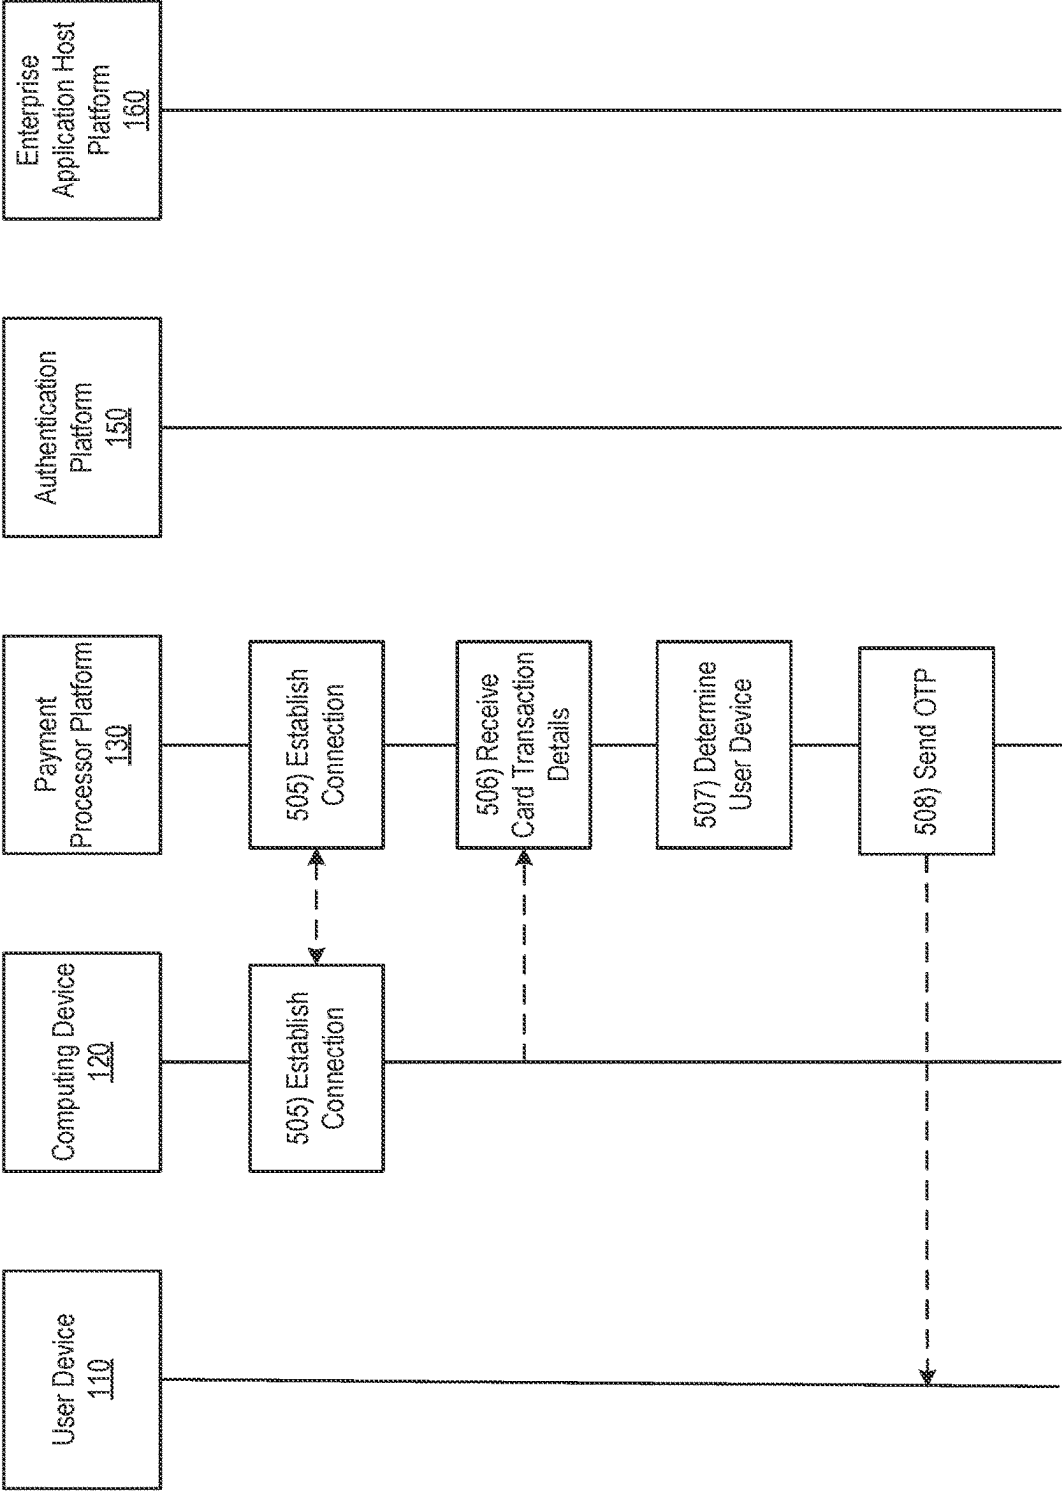 User Device
110
Computing Device
120
Payment
Processor Platform
130
Authentication
Platform
150
Enterprise
Application Host
Platform
160
505) Establish
Connection
505) Establish
Connection
506) Receive
Card Transaction
Details
507) Determine
User Device
508) Send OTP